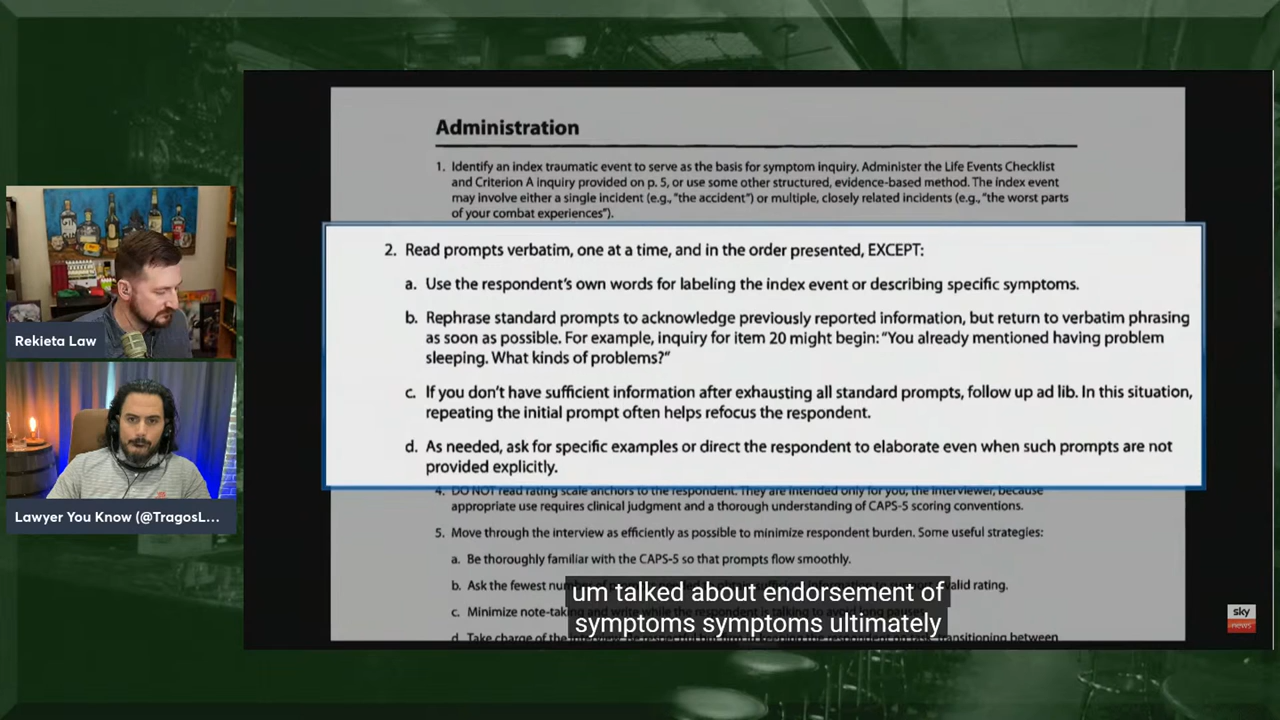 Administration
1. Identify an index traumatic event to serve as the basis for symptom inquiry. Administer the Life Events Checklist
and Criterion A inquiry provided on p. 5, or use some other structured, evidence-based method. The index event
may involve either a single incident (e.g., "the accident") or multiple, closely related incidents (e.g., "the worst parts
of your combat experiences").
2. Read prompts verbatim, one at a time, and in the order presented, EXCEPT:
a. Use the respondent's own words for labeling the index event or describing specific symptoms.
b. Rephrase standard prompts to acknowledge previously reported information, but return to verbatim phrasing
as soon as possible. For example, inquiry for item 20 might begin: "You already mentioned having problem
sleeping. What kinds of problems?"
c. If you don't have sufficient information after exhausting all standard prompts, follow up ad lib. In this situation,
repeating the initial prompt often helps refocus the respondent.
d. As needed, ask for specific examples or direct the respondent to elaborate even when such prompts are not
provided explicitly.
4. DO NOT read rating scale anchors to the respondent. They are intended only for you, the interviewer, because
appropriate use requires clinical judgment and a thorough understanding of CAPS-5 scoring conventions.
5. Move through the interview as efficiently as possible to minimize respondent burden. Some useful strategies:
a. Be thoroughly familiar with the CAPS-5 so that prompts flow smoothly.
b. Ask the fewest rating.
c. Minimize
d. Take charge of the transitioning between
um talked about endorsement of
symptoms symptoms ultimately
Rekieta Law
Lawyer You Know (@TragosL...
sky
news
GIN